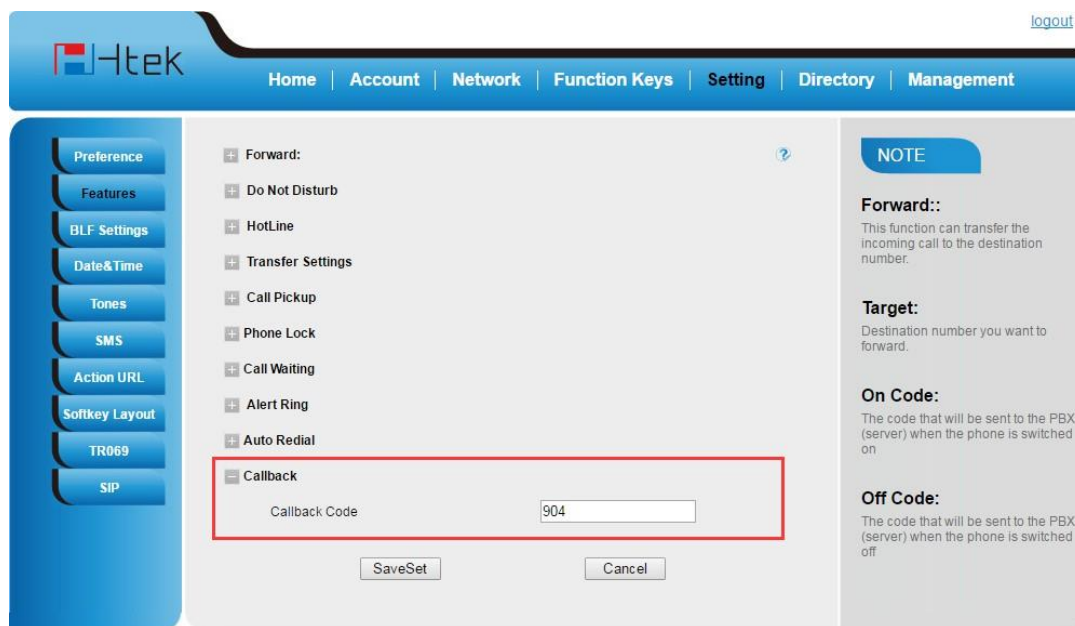 logout
Htek
Home | Account | Network | Function Keys | Setting | Directory | Management
Preference
Features
BLF Settings
Date&Time
Tones
SMS
Action URL
Softkey Layout
TR069
SIP
Forward:
Do Not Disturb
HotLine
Transfer Settings
Call Pickup
Phone Lock
Call Waiting
Alert Ring
Auto Redial
Callback
Callback Code 904
SaveSet Cancel
?
NOTE
Forward::
This function can transfer the
incoming call to the destination
number.
Target:
Destination number you want to
forward.
On Code:
The code that will be sent to the PBX
(server) when the phone is switched
on
Off Code:
The code that will be sent to the PBX
(server) when the phone is switched
off